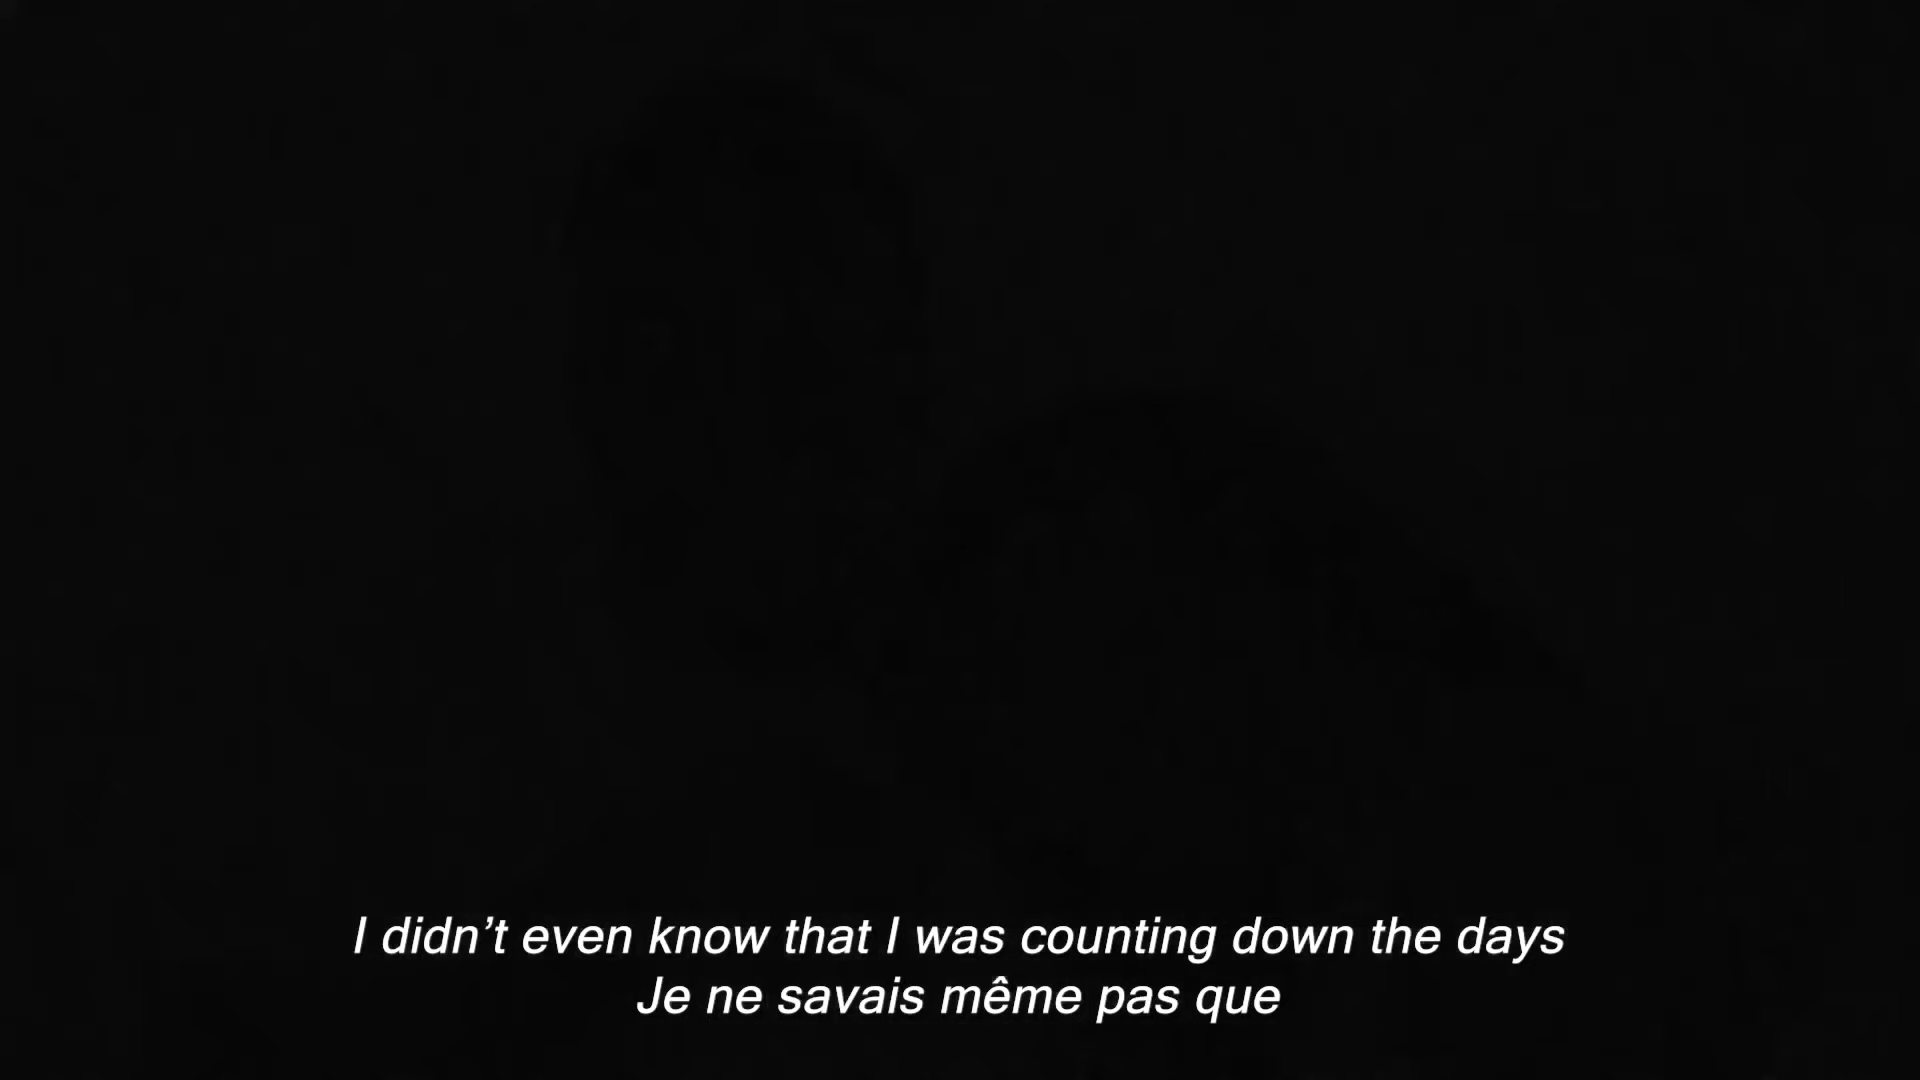 I didn’t even know that I was counting down the days
Je ne savais même pas que